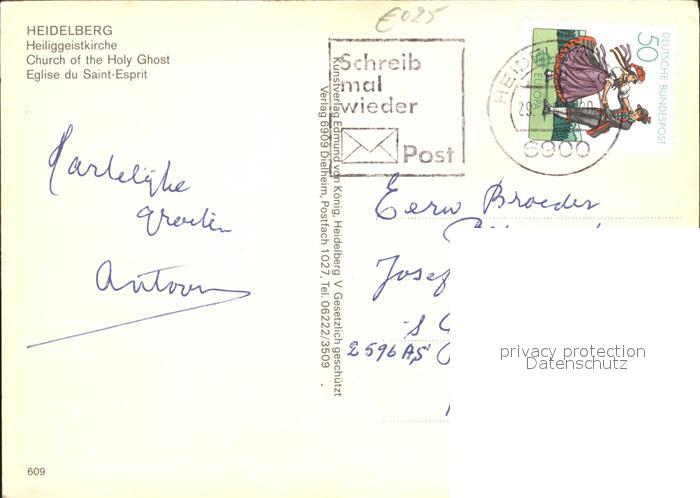 HEIDELBERG
Heiliggeistkirche
Church of the Holy Ghost
Eglise du Saint-Esprit
€025
Schreib
mal
wieder
Post
HEIDEL
29.
6900
EUROPA
50
DEUTSCHE BUNDESPOST
Hartelijke
groeten
Antoon
Kunstverlag Edmund von König, Heidelberg V Gesetzlich geschützt
Verlag 6909 Dielheim, Postfach 1027, Tel. 06222/3509
Eerw Broeder
Josef
's G
2596 AS
privacy protection
Datenschutz
609